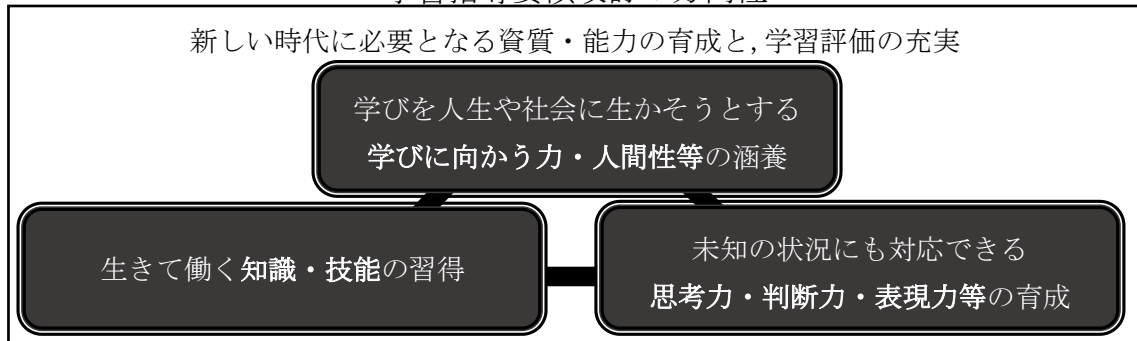 新しい時代に必要となる資質・能力の育成と,学習評価の充実
学びを人生や社会に生かそうとする
学びに向かう力・人間性等の涵養
生きて働く知識・技能の習得
未知の状況にも対応できる
思考力・判断力・表現力等の育成